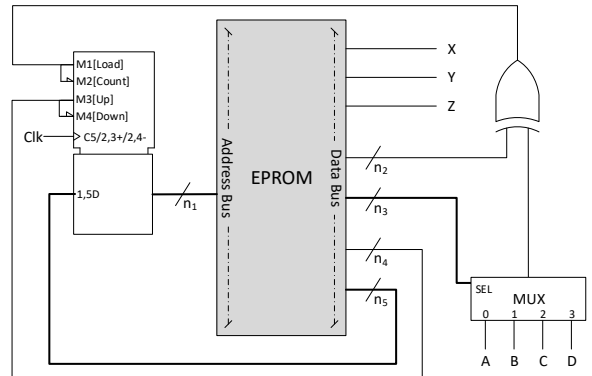 M1[Load]
M2[Count]
M3[Up]
M4[Down]
Clk
C5/2,3+/2,4-
1,5D
n1
Address Bus
EPROM
Data Bus
X
Y
Z
n2
n3
n4
n5
SEL
MUX
0 1 2 3
A B C D